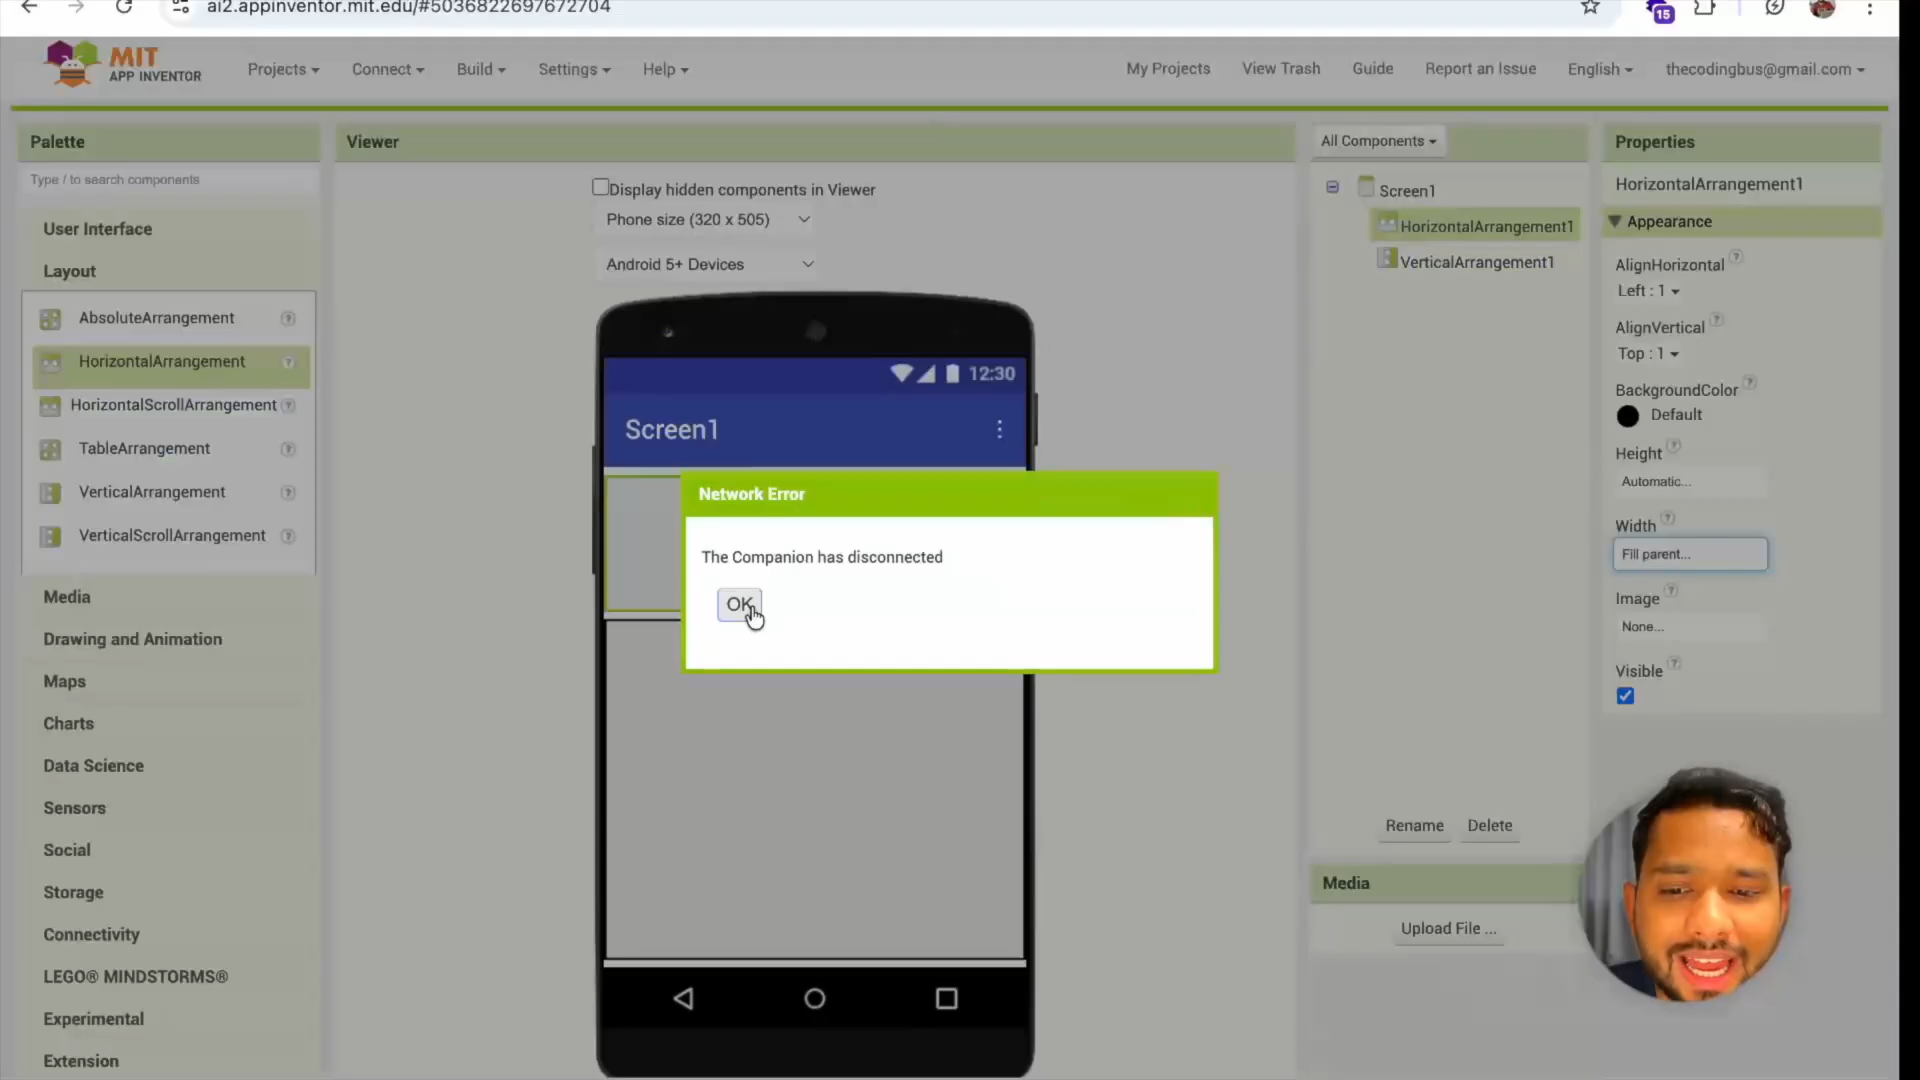 ai2.appinventor.mit.edu/#5036822697672704
15
MIT
APP INVENTOR
Projects
Connect
Build
Settings
Help
My Projects
View Trash
Guide
Report an Issue
English
thecodingbus@gmail.com
Palette
Type / to search components
User Interface
Layout
AbsoluteArrangement
HorizontalArrangement
HorizontalScrollArrangement
TableArrangement
VerticalArrangement
VerticalScrollArrangement
Media
Drawing and Animation
Maps
Charts
Data Science
Sensors
Social
Storage
Connectivity
LEGO® MINDSTORMS®
Experimental
Extension
Viewer
Display hidden components in Viewer
Phone size (320 x 505)
Android 5+ Devices
12:30
Screen1
Network Error
The Companion has disconnected
OK
All Components
Screen1
HorizontalArrangement1
VerticalArrangement1
Rename
Delete
Media
Upload File ...
Properties
HorizontalArrangement1
Appearance
AlignHorizontal
Left : 1
AlignVertical
Top : 1
BackgroundColor
Default
Height
Automatic...
Width
Fill parent...
Image
None...
Visible